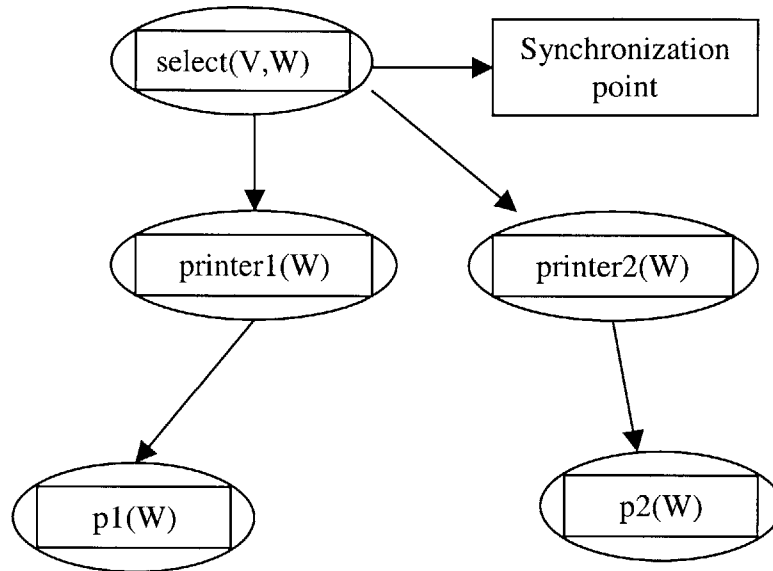 select(V,W)
Synchronization
point
printer1(W)
printer2(W)
p1(W)
p2(W)